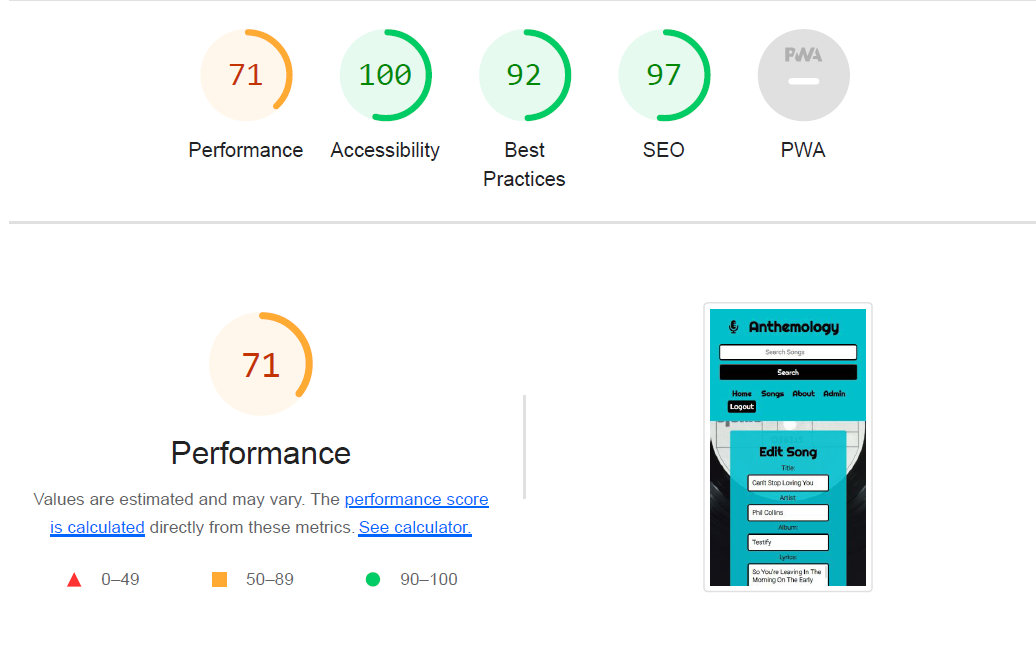 71
100
92
97
PWA
Performance
Accessibility
Best
Practices
SEO
PWA
71
Performance
Values are estimated and may vary. The performance score
is calculated directly from these metrics. See calculator.
0–49
50–89
90–100
Anthemology
Search Songs
Search
Home Songs About Admin
Logout
Edit Song
Title:
Can't Stop Loving You
Artist:
Phil Collins
Album:
Testify
Lyrics:
So You're Leaving In The
Morning On The Early